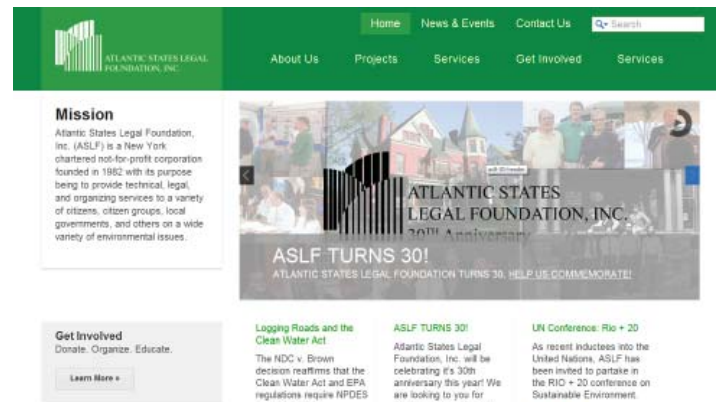 Home News & Events Contact Us Search
ATLANTIC STATES LEGAL
FOUNDATION, INC.
About Us Projects Services Get Involved Services
Mission
Atlantic States Legal Foundation,
Inc. (ASLF) is a New York
chartered not-for-profit corporation
founded in 1982 with its purpose
being to provide technical, legal,
and organizing services to a variety
of citizens, citizen groups, local
governments, and others on a wide
variety of environmental issues.
ATLANTIC STATES
LEGAL FOUNDATION, INC.
30TH Anniversary
ASLF TURNS 30!
ATLANTIC STATES LEGAL FOUNDATION TURNS 30, HELP US COMMEMORATE!
Get Involved
Donate. Organize. Educate.
Learn More »
Logging Roads and the
Clean Water Act
The NDC v. Brown
decision reaffirms that the
Clean Water Act and EPA
regulations require NPDES
ASLF TURNS 30!
Atlantic States Legal
Foundation, Inc. will be
celebrating it's 30th
anniversary this year! We
are looking to you for
UN Conference: Rio + 20
As recent inductees into the
United Nations, ASLF has
been invited to partake in
the RIO + 20 conference on
Sustainable Environment.